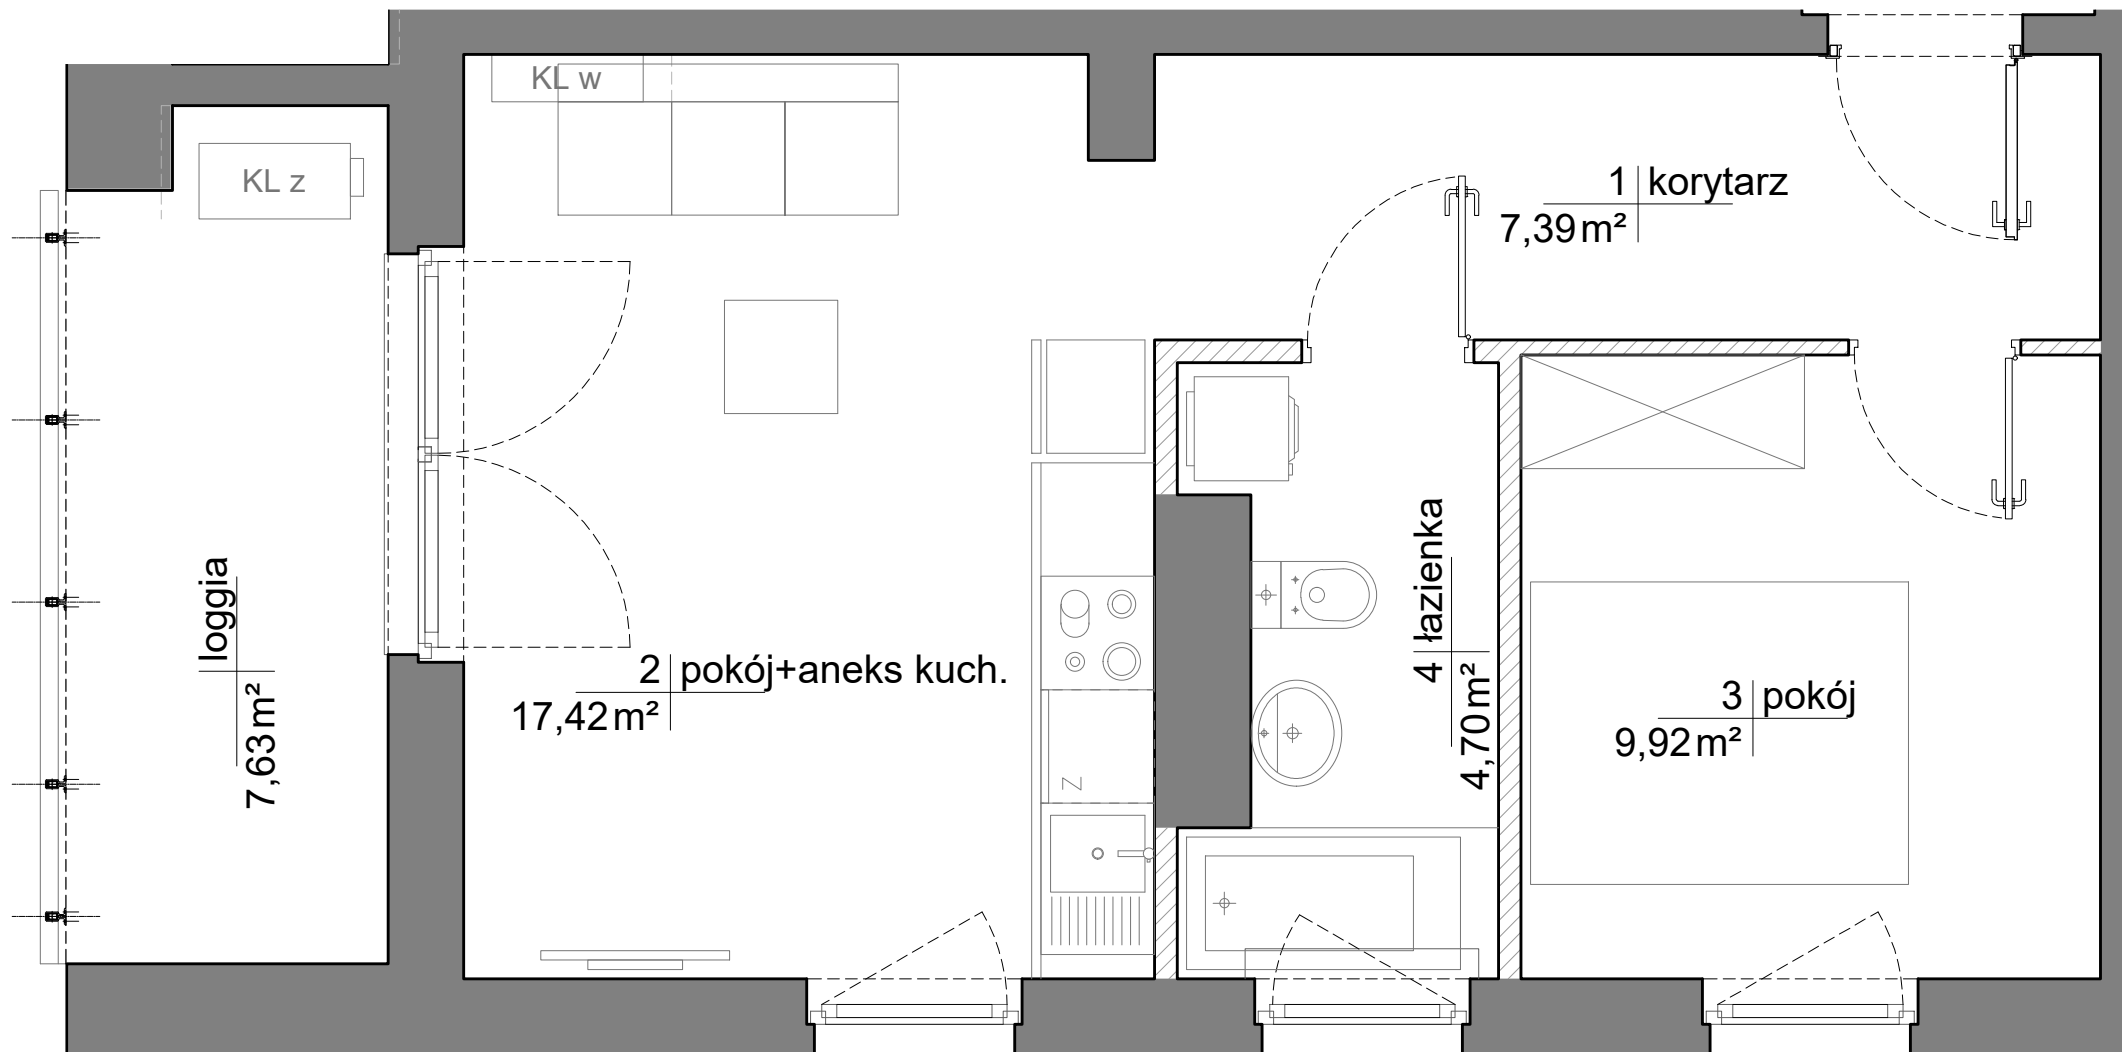 KL w
KL z
1 korytarz
7,39 m²
loggia
7,63 m²
2 pokój+aneks kuch.
17,42 m²
4 łazienka
4,70 m²
3 pokój
9,92 m²
Z